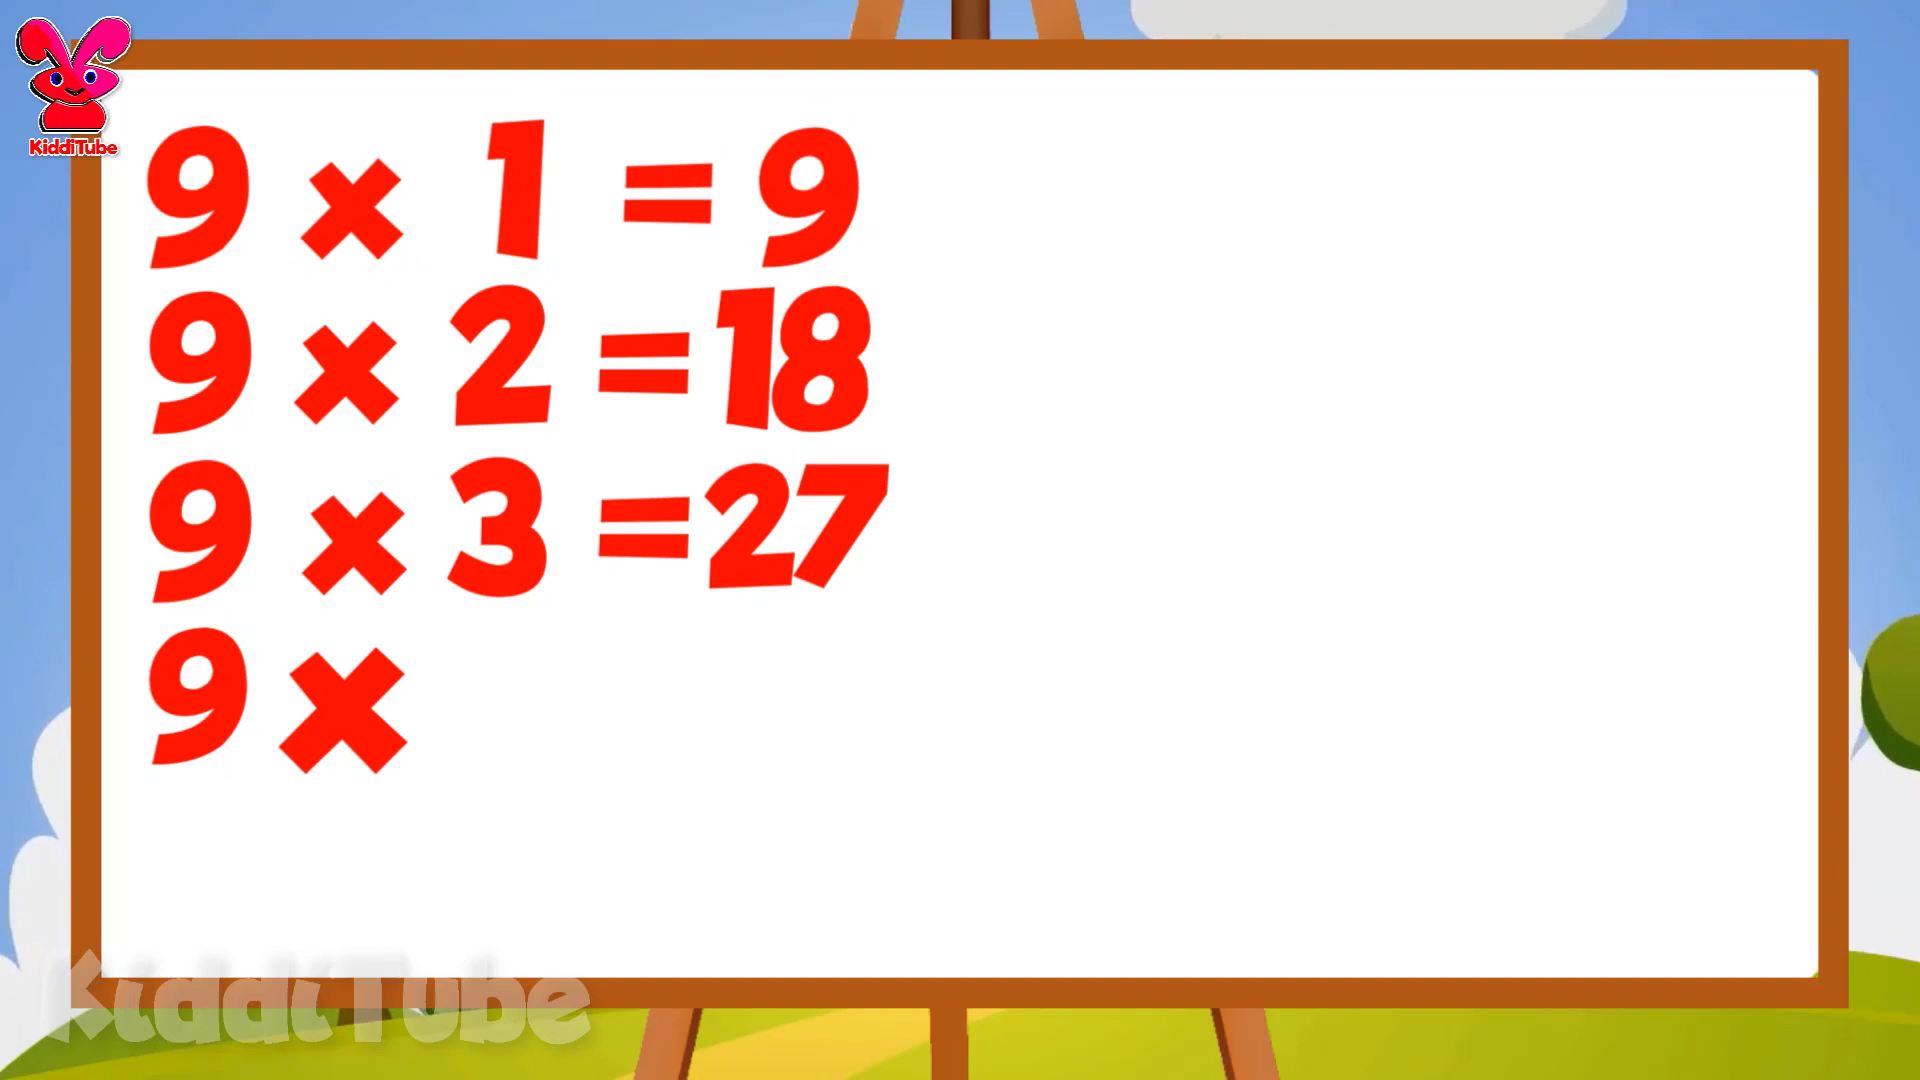 KiddiTube
9 × 1 = 9
9 × 2 = 18
9 × 3 = 27
9 ×
KiddiTube